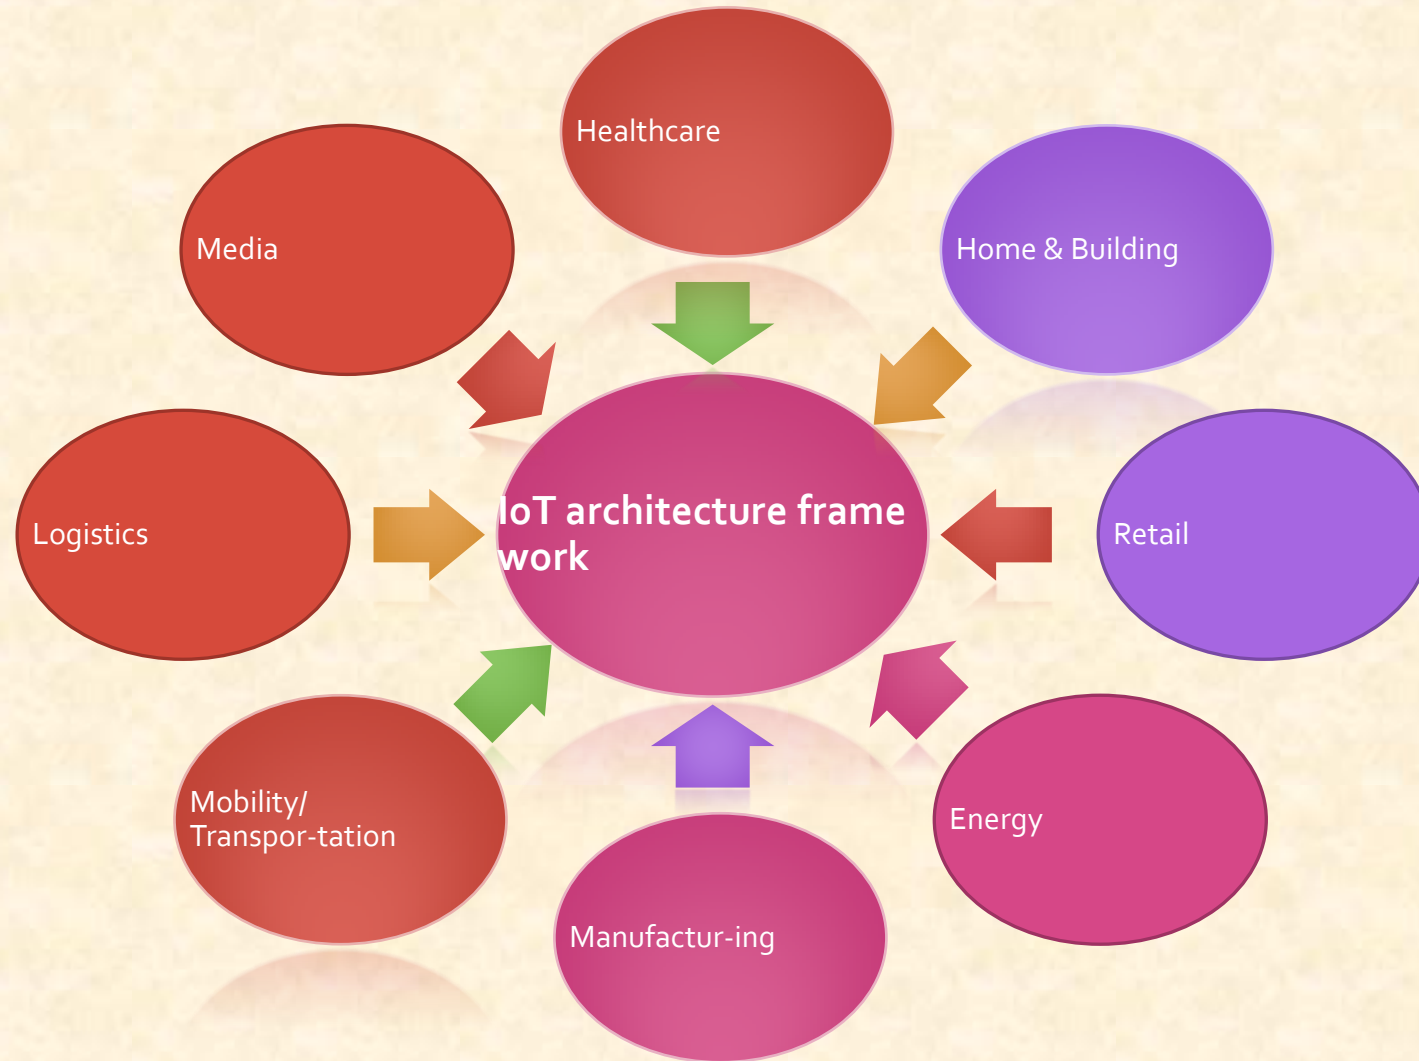 Healthcare
Media
Home & Building
IoT architecture frame
work
Logistics
Retail
Mobility/
Transpor-tation
Energy
Manufactur-ing